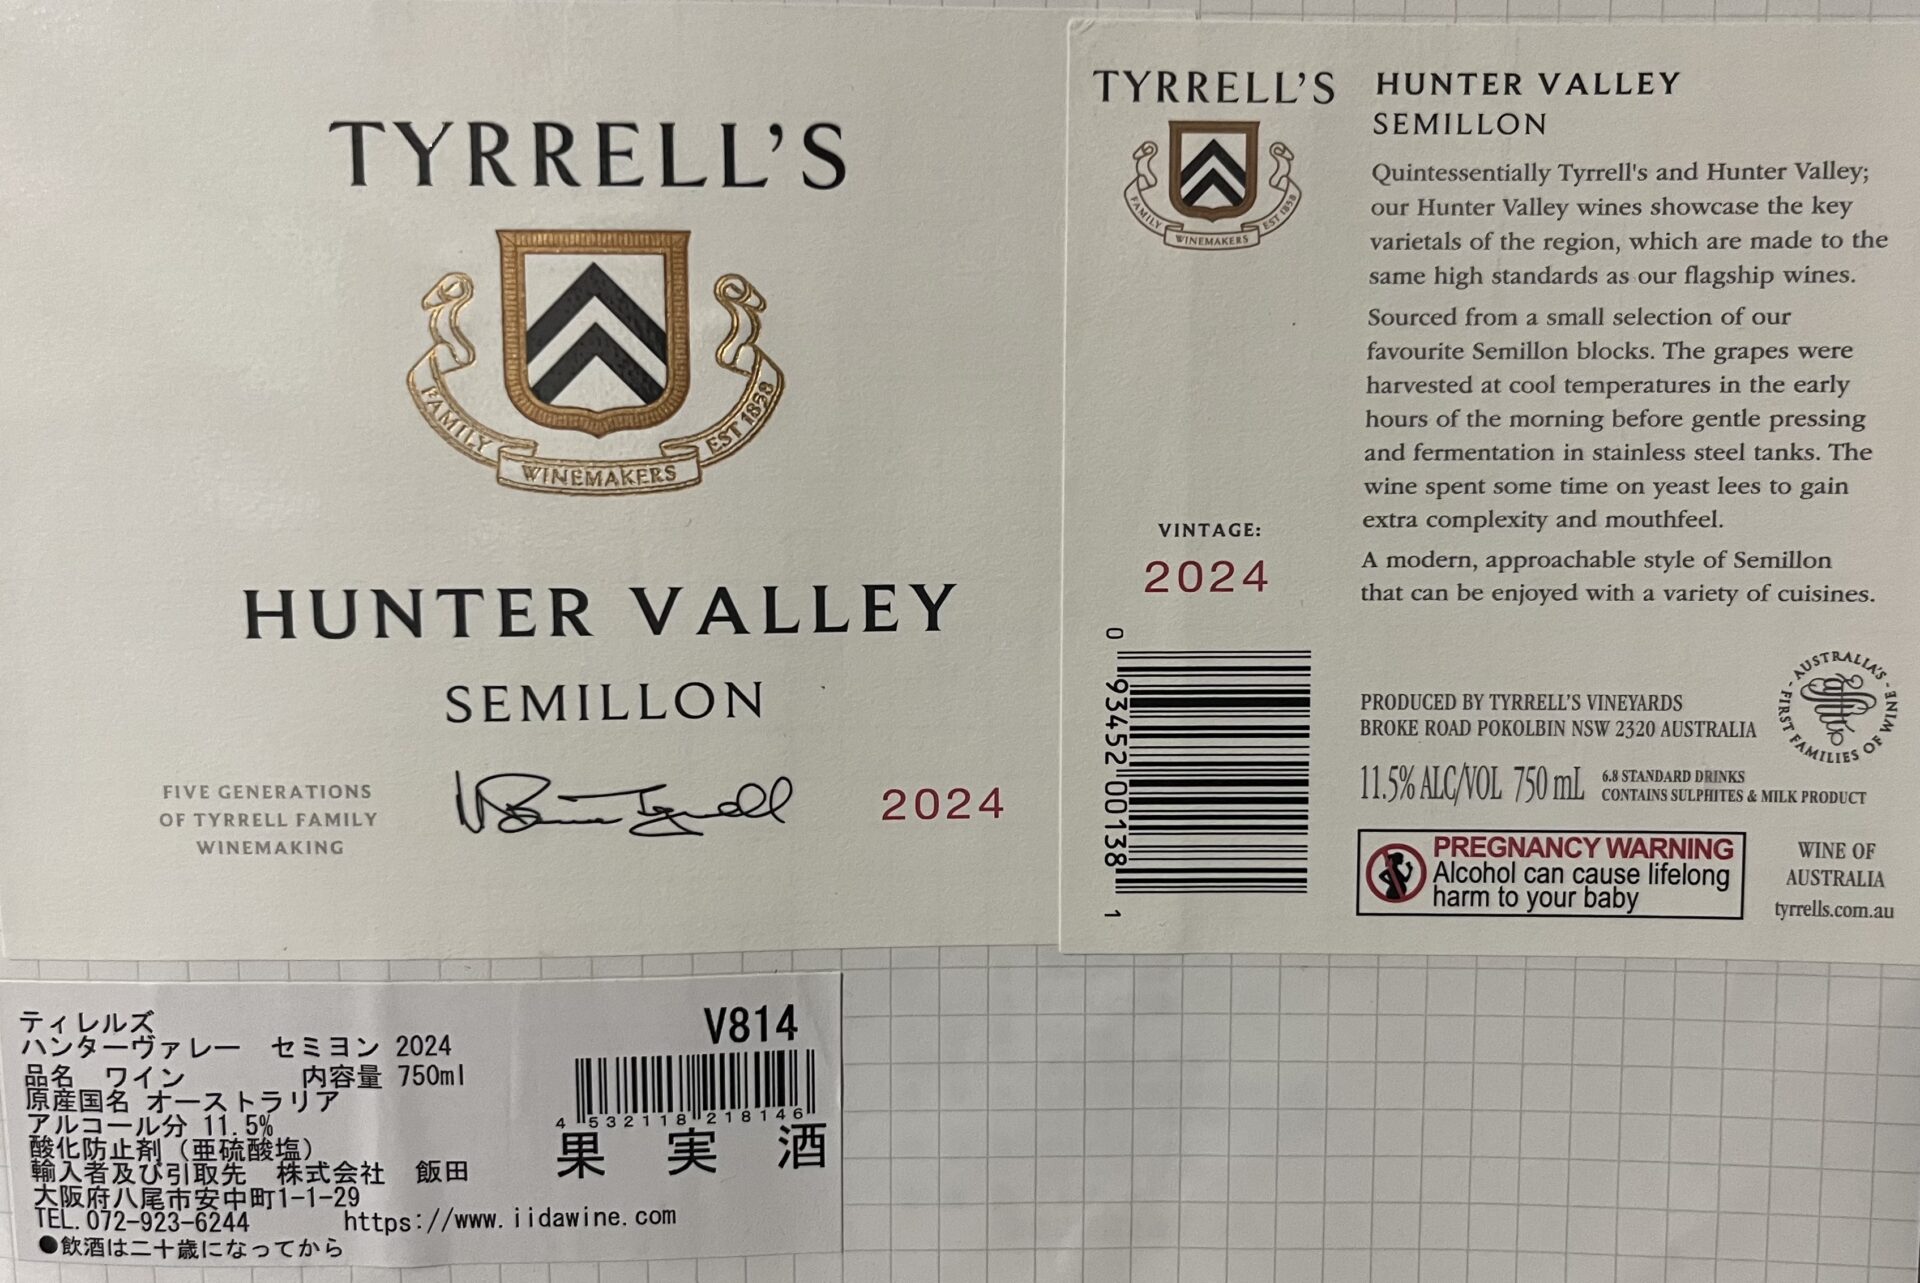 TYRRELL'S
FAMILY WINEMAKERS EST 1858
HUNTER VALLEY
SEMILLON
FIVE GENERATIONS
OF TYRRELL FAMILY
WINEMAKING
2024
TYRRELL'S
FAMILY WINEMAKERS EST 1858
VINTAGE:
2024
0 93452 00138 1
HUNTER VALLEY
SEMILLON
Quintessentially Tyrrell's and Hunter Valley;
our Hunter Valley wines showcase the key
varietals of the region, which are made to the
same high standards as our flagship wines.
Sourced from a small selection of our
favourite Semillon blocks. The grapes were
harvested at cool temperatures in the early
hours of the morning before gentle pressing
and fermentation in stainless steel tanks. The
wine spent some time on yeast lees to gain
extra complexity and mouthfeel.
A modern, approachable style of Semillon
that can be enjoyed with a variety of cuisines.
PRODUCED BY TYRRELL'S VINEYARDS
BROKE ROAD POKOLBIN NSW 2320 AUSTRALIA
AUSTRALIA'S FIRST FAMILIES OF WINE
11.5% ALC/VOL 750 mL
6.8 STANDARD DRINKS
CONTAINS SULPHITES & MILK PRODUCT
PREGNANCY WARNING
Alcohol can cause lifelong
harm to your baby
WINE OF
AUSTRALIA
tyrrells.com.au
ティレルズ
ハンターヴァレー セミヨン 2024
品名 ワイン 内容量 750ml
原産国名 オーストラリア
アルコール分 11.5%
酸化防止剤(亜硫酸塩)
輸入者及び引取先 株式会社 飯田
大阪府八尾市安中町1-1-29
TEL.072-923-6244 https://www.iidawine.com
●飲酒は二十歳になってから
V814
4 532118 218146
果実酒